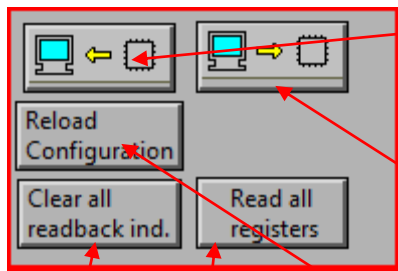 Reload
Configuration
Clear all
readback ind.
Read all
registers